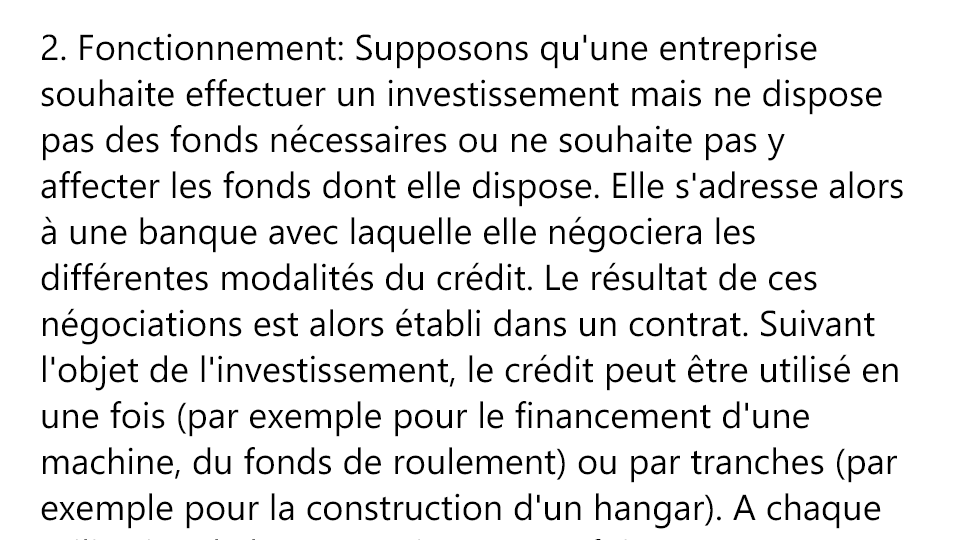 2. Fonctionnement: Supposons qu'une entreprise
souhaite effectuer un investissement mais ne dispose
pas des fonds nécessaires ou ne souhaite pas y
affecter les fonds dont elle dispose. Elle s'adresse alors
à une banque avec laquelle elle négociera les
différentes modalités du crédit. Le résultat de ces
négociations est alors établi dans un contrat. Suivant
l'objet de l'investissement, le crédit peut être utilisé en
une fois (par exemple pour le financement d'une
machine, du fonds de roulement) ou par tranches (par
exemple pour la construction d'un hangar). A chaque